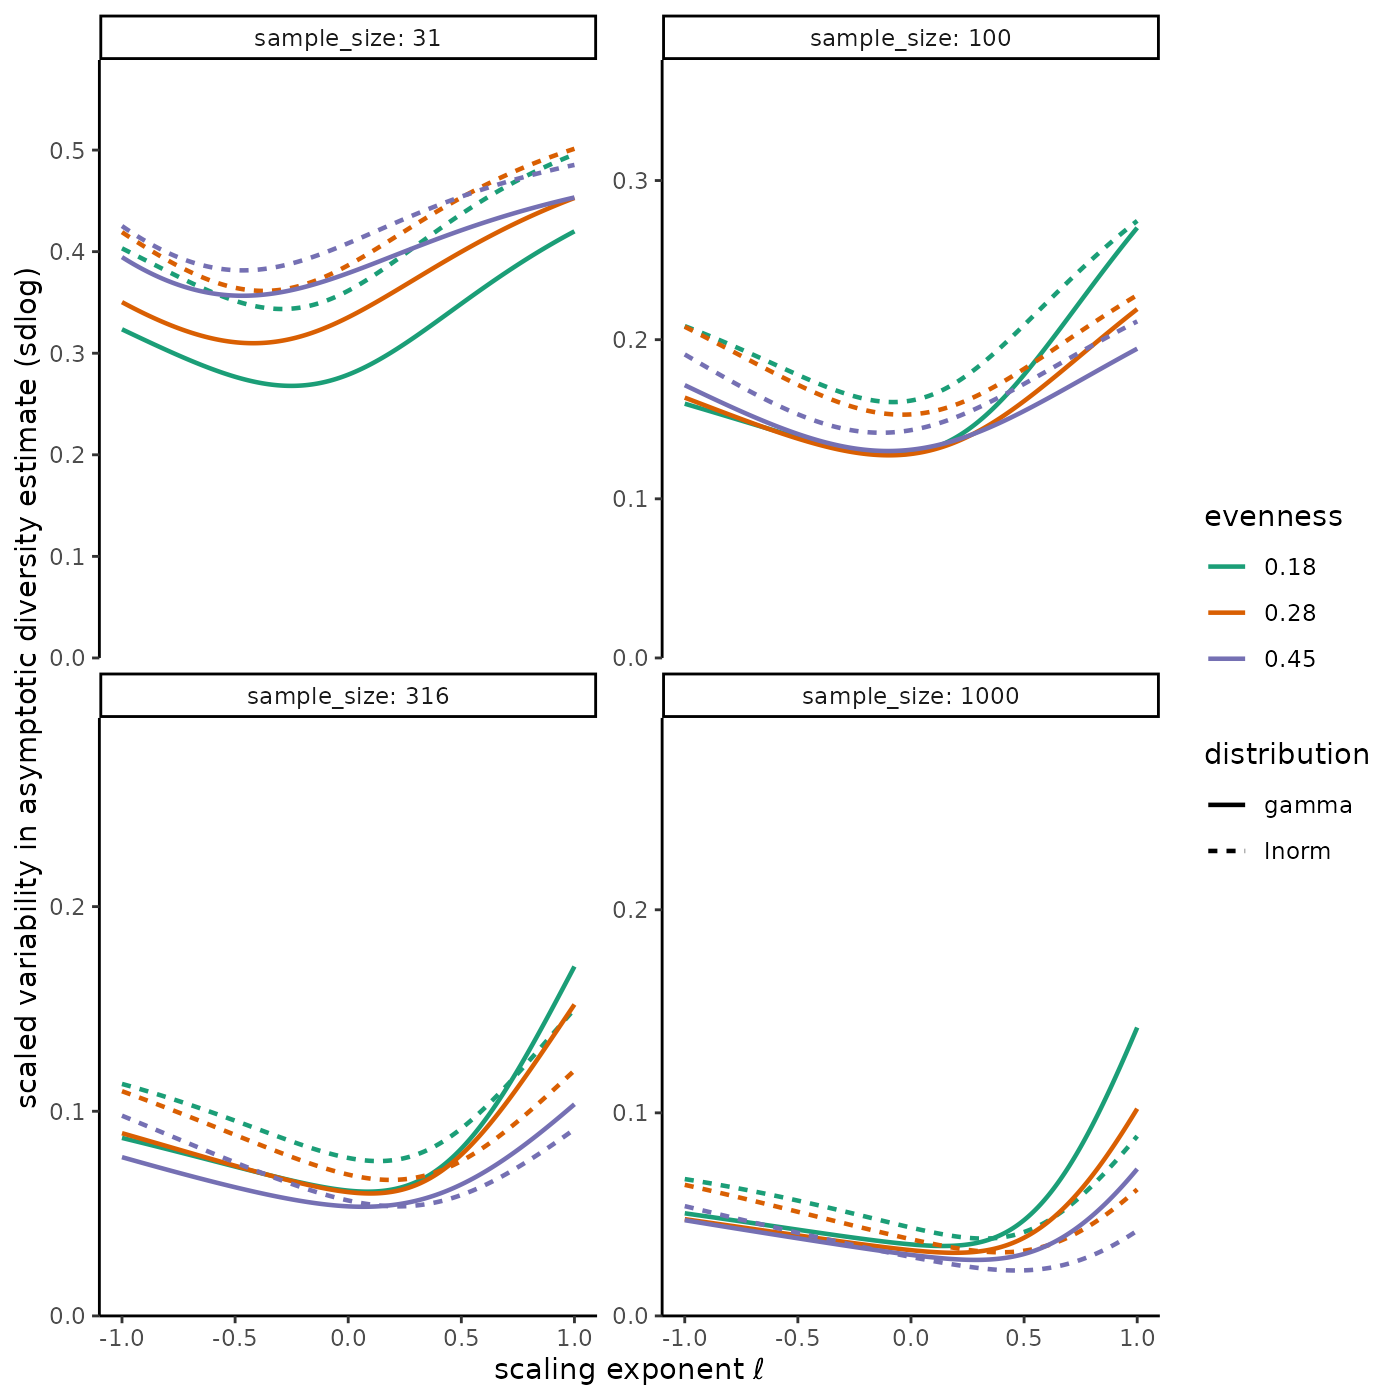 sample_size: 31
sample_size: 100
0.5
0.4
0.3
0.2
0.1
0.0
0.3
0.2
0.1
0.0
sample_size: 316
sample_size: 1000
0.2
0.1
0.0
0.2
0.1
0.0
-1.0 -0.5 0.0 0.5 1.0
-1.0 -0.5 0.0 0.5 1.0
scaling exponent ℓ
scaled variability in asymptotic diversity estimate (sdlog)
evenness
0.18
0.28
0.45
distribution
gamma
lnorm